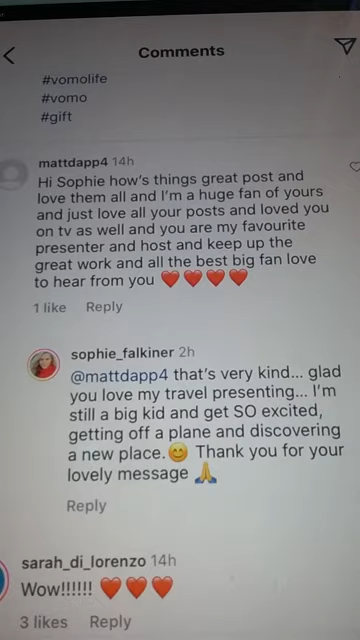 Comments
#vomolife
#vomo
#gift
mattdapp4 14h
Hi Sophie how's things great post and
love them all and I'm a huge fan of yours
and just love all your posts and loved you
on tv as well and you are my favourite
presenter and host and keep up the
great work and all the best big fan love
to hear from you ❤️❤️❤️❤️
1 like Reply
sophie_falkiner 2h
@mattdapp4 that's very kind... glad
you love my travel presenting... I'm
still a big kid and get SO excited,
getting off a plane and discovering
a new place.😊 Thank you for your
lovely message 🙏
Reply
sarah_di_lorenzo 14h
Wow!!!!!! ❤️❤️❤️
3 likes Reply